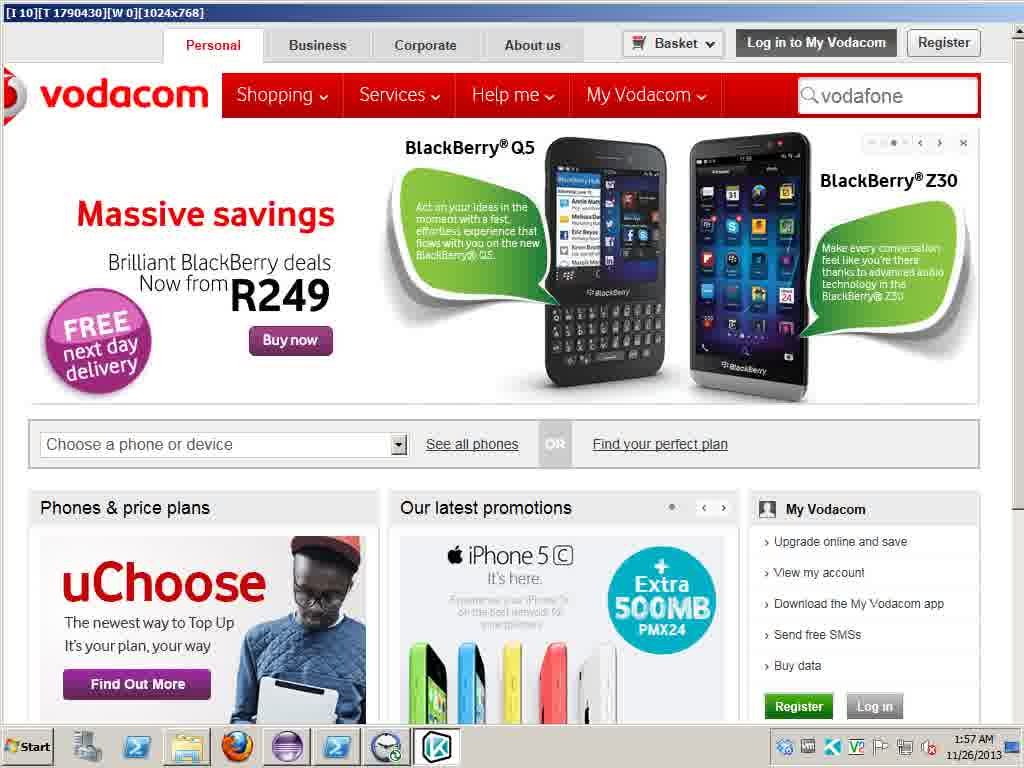 [I 10][T 1790430][W 0][1024x768]
Personal
Business
Corporate
About us
Basket
Log in to My Vodacom
Register
vodacom
Shopping
Services
Help me
My Vodacom
vodafone
BlackBerry® Q5
BlackBerry® Z30
Massive savings
Brilliant BlackBerry deals
Now from R249
Buy now
FREE
next day
delivery
Act on your ideas in the
moment with a fast,
effortless experience that
flows with you on the new
BlackBerry® Q5.
Make every conversation
feel like you're there
thanks to advanced audio
technology in the
BlackBerry® Z30
BlackBerry
BlackBerry
Choose a phone or device
See all phones
OR
Find your perfect plan
Phones & price plans
Our latest promotions
My Vodacom
uChoose
The newest way to Top Up
It's your plan, your way
Find Out More
iPhone 5C
It's here.
Experience your iPhone 5c
on the best network for
smartphones
+
Extra
500MB
PMX24
Upgrade online and save
View my account
Download the My Vodacom app
Send free SMSs
Buy data
Register
Log in
Start
1:57 AM
11/26/2013